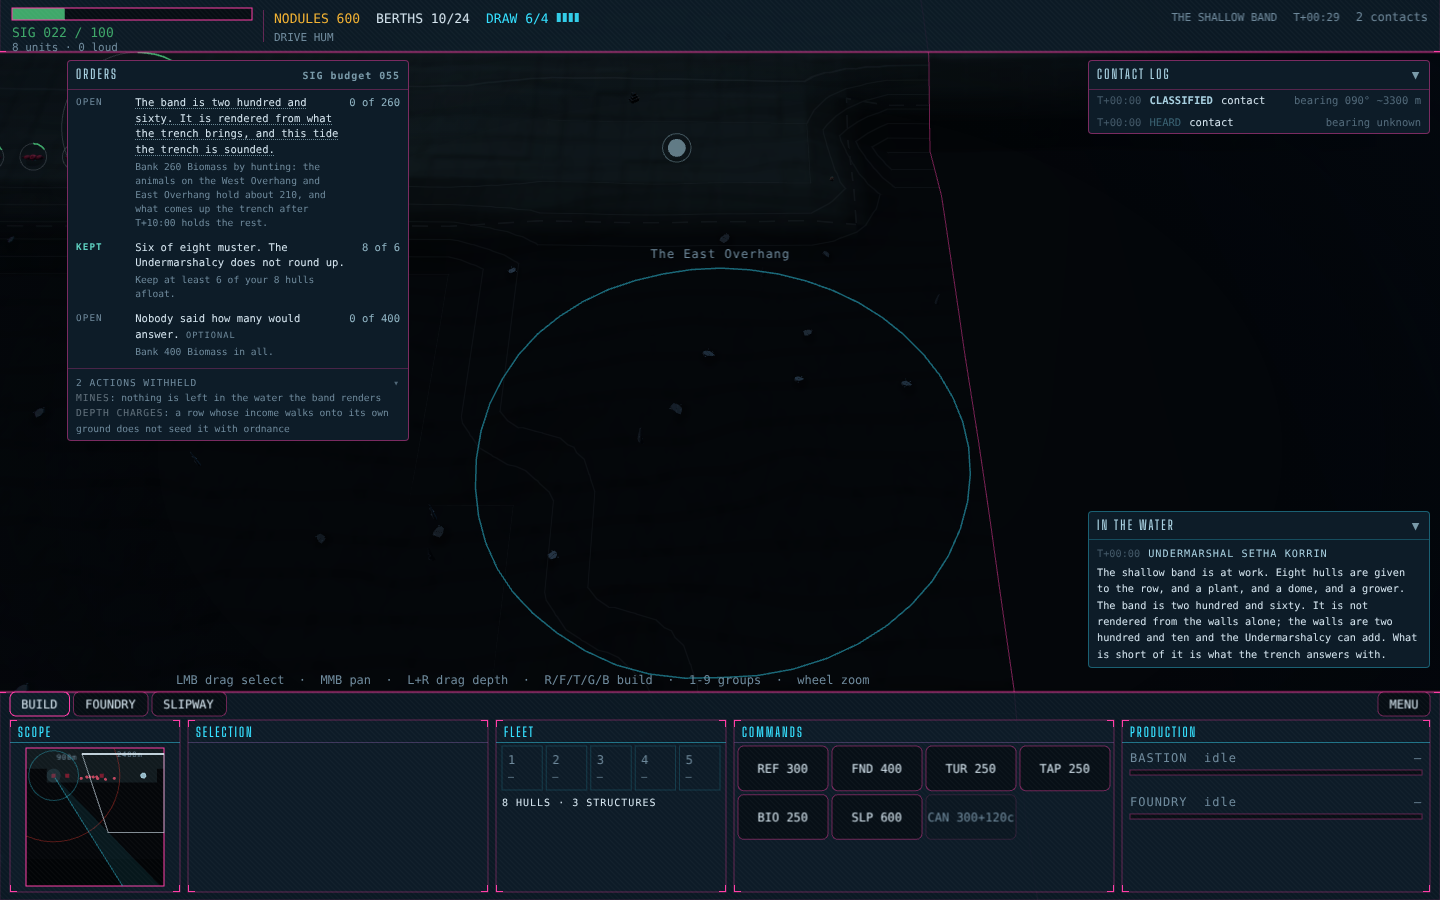 SIG 022 / 100
8 units · 0 loud
NODULES 600 BERTHS 10/24 DRAW 6/4
DRIVE HUM
THE SHALLOW BAND T+00:29 2 contacts
ORDERS SIG budget 055
OPEN The band is two hundred and 0 of 260
sixty. It is rendered from what
the trench brings, and this tide
the trench is sounded.
Bank 260 Biomass by hunting: the
animals on the West Overhang and
East Overhang hold about 210, and
what comes up the trench after
T+10:00 holds the rest.
KEPT Six of eight muster. The 8 of 6
Undermarshalcy does not round up.
Keep at least 6 of your 8 hulls
afloat.
OPEN Nobody said how many would 0 of 400
answer. OPTIONAL
Bank 400 Biomass in all.
2 ACTIONS WITHHELD
MINES: nothing is left in the water the band renders
DEPTH CHARGES: a row whose income walks onto its own
ground does not seed it with ordnance
CONTACT LOG
T+00:00 CLASSIFIED contact bearing 090° ~3300 m
T+00:00 HEARD contact bearing unknown
The East Overhang
IN THE WATER
T+00:00 UNDERMARSHAL SETHA KORRIN
The shallow band is at work. Eight hulls are given
to the row, and a plant, and a dome, and a grower.
The band is two hundred and sixty. It is not
rendered from the walls alone; the walls are two
hundred and ten and the Undermarshalcy can add. What
is short of it is what the trench answers with.
LMB drag select · MMB pan · L+R drag depth · R/F/T/G/B build · 1-9 groups · wheel zoom
BUILD FOUNDRY SLIPWAY MENU
SCOPE
900m 2400m
SELECTION
FLEET
1 2 3 4 5
– – – – –
8 HULLS · 3 STRUCTURES
COMMANDS
REF 300 FND 400 TUR 250 TAP 250
BIO 250 SLP 600 CAN 300+120c
PRODUCTION
BASTION idle –
FOUNDRY idle –